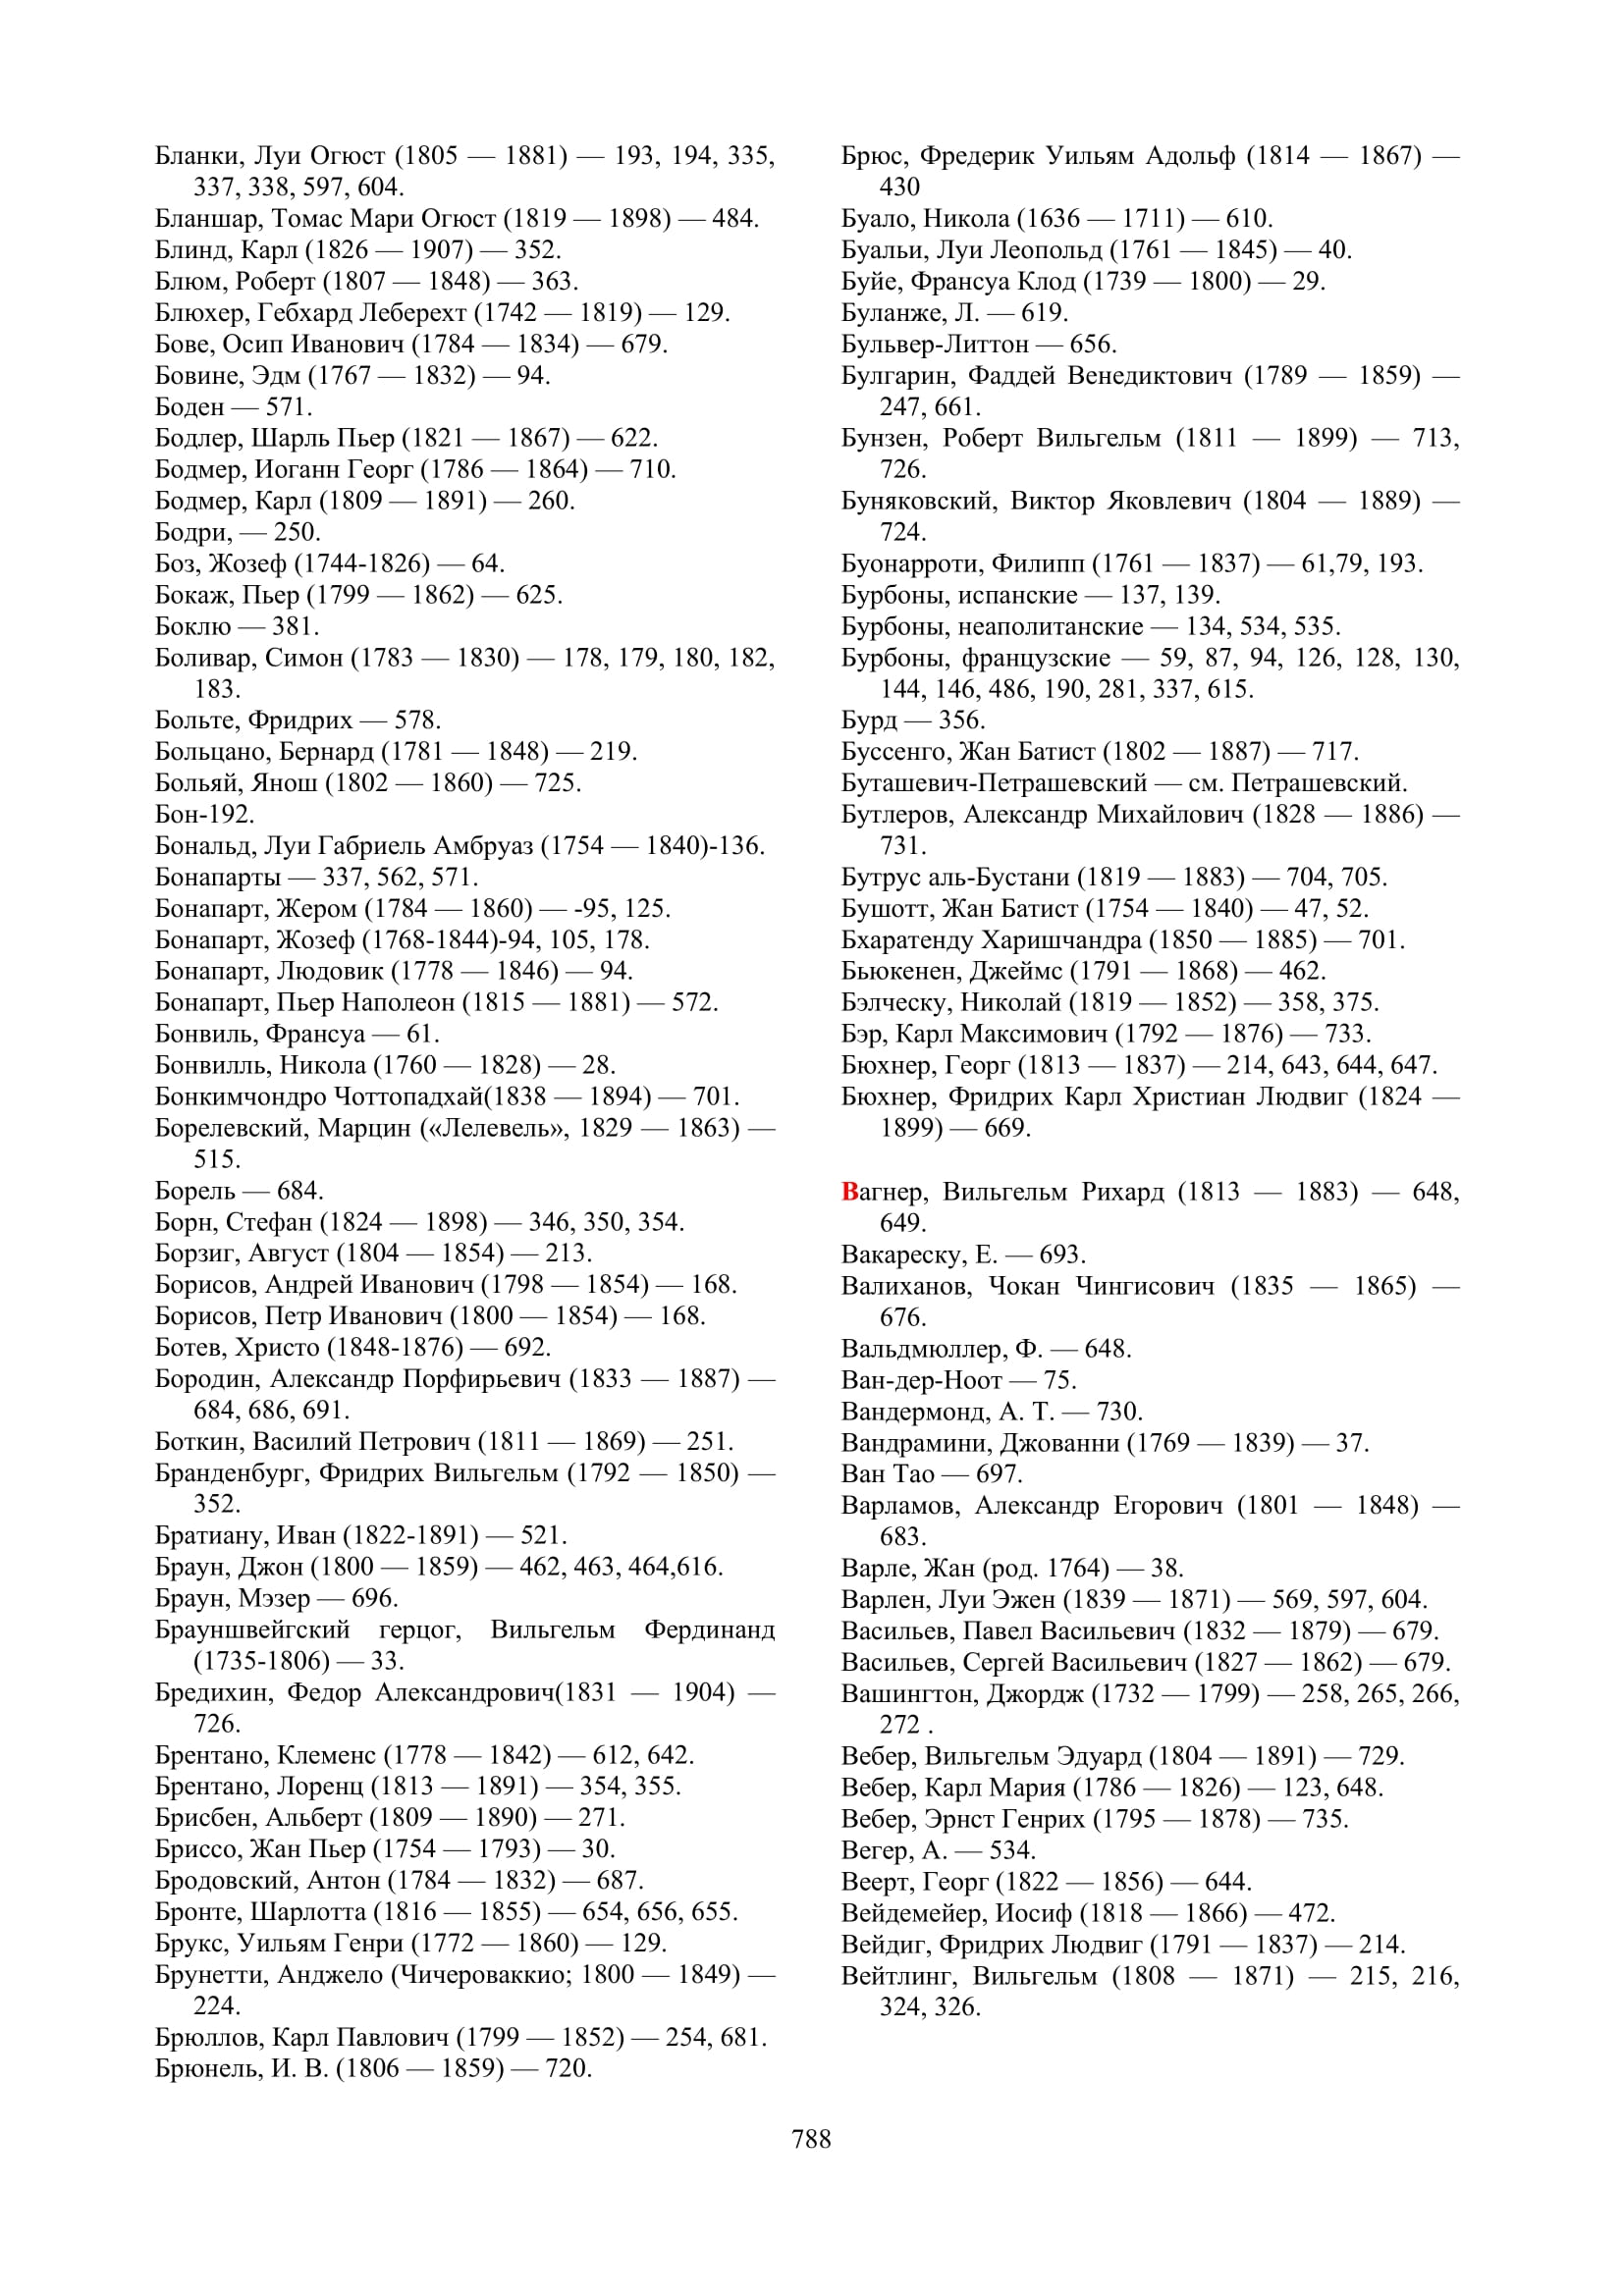 Бланки, Луи Огюст (1805 — 1881) — 193, 194, 335,
337, 338, 597, 604.
Бланшар, Томас Мари Огюст (1819 — 1898) — 484.
Блинд, Карл (1826 — 1907) — 352.
Блюм, Роберт (1807 — 1848) — 363.
Блюхер, Гебхард Леберехт (1742 — 1819) — 129.
Бове, Осип Иванович (1784 — 1834) — 679.
Бовине, Эдм (1767 — 1832) — 94.
Боден — 571.
Бодлер, Шарль Пьер (1821 — 1867) — 622.
Бодмер, Иоганн Георг (1786 — 1864) — 710.
Бодмер, Карл (1809 — 1891) — 260.
Бодри, — 250.
Боз, Жозеф (1744-1826) — 64.
Бокаж, Пьер (1799 — 1862) — 625.
Боклю — 381.
Боливар, Симон (1783 — 1830) — 178, 179, 180, 182,
183.
Больте, Фридрих — 578.
Больцано, Бернард (1781 — 1848) — 219.
Больяй, Янош (1802 — 1860) — 725.
Бон-192.
Бональд, Луи Габриель Амбруаз (1754 — 1840)-136.
Бонапарты — 337, 562, 571.
Бонапарт, Жером (1784 — 1860) — -95, 125.
Бонапарт, Жозеф (1768-1844)-94, 105, 178.
Бонапарт, Людовик (1778 — 1846) — 94.
Бонапарт, Пьер Наполеон (1815 — 1881) — 572.
Бонвиль, Франсуа — 61.
Бонвилль, Никола (1760 — 1828) — 28.
Бонкимчондро Чоттопадхай(1838 — 1894) — 701.
Борелевский, Марцин («Лелевель», 1829 — 1863) —
515.
Борель — 684.
Борн, Стефан (1824 — 1898) — 346, 350, 354.
Борзиг, Август (1804 — 1854) — 213.
Борисов, Андрей Иванович (1798 — 1854) — 168.
Борисов, Петр Иванович (1800 — 1854) — 168.
Ботев, Христо (1848-1876) — 692.
Бородин, Александр Порфирьевич (1833 — 1887) —
684, 686, 691.
Боткин, Василий Петрович (1811 — 1869) — 251.
Бранденбург, Фридрих Вильгельм (1792 — 1850) —
352.
Братиану, Иван (1822-1891) — 521.
Браун, Джон (1800 — 1859) — 462, 463, 464,616.
Браун, Мэзер — 696.
Брауншвейгский герцог, Вильгельм Фердинанд
(1735-1806) — 33.
Бредихин, Федор Александрович(1831 — 1904) —
726.
Брентано, Клеменс (1778 — 1842) — 612, 642.
Брентано, Лоренц (1813 — 1891) — 354, 355.
Брисбен, Альберт (1809 — 1890) — 271.
Бриссо, Жан Пьер (1754 — 1793) — 30.
Бродовский, Антон (1784 — 1832) — 687.
Бронте, Шарлотта (1816 — 1855) — 654, 656, 655.
Брукс, Уильям Генри (1772 — 1860) — 129.
Брунетти, Анджело (Чичероваккио; 1800 — 1849) —
224.
Брюллов, Карл Павлович (1799 — 1852) — 254, 681.
Брюнель, И. В. (1806 — 1859) — 720.
Брюс, Фредерик Уильям Адольф (1814 — 1867) —
430
Буало, Никола (1636 — 1711) — 610.
Буальи, Луи Леопольд (1761 — 1845) — 40.
Буйе, Франсуа Клод (1739 — 1800) — 29.
Буланже, Л. — 619.
Бульвер-Литтон — 656.
Булгарин, Фаддей Венедиктович (1789 — 1859) —
247, 661.
Бунзен, Роберт Вильгельм (1811 — 1899) — 713,
726.
Буняковский, Виктор Яковлевич (1804 — 1889) —
724.
Буонарроти, Филипп (1761 — 1837) — 61,79, 193.
Бурбоны, испанские — 137, 139.
Бурбоны, неаполитанские — 134, 534, 535.
Бурбоны, французские — 59, 87, 94, 126, 128, 130,
144, 146, 486, 190, 281, 337, 615.
Бурд — 356.
Буссенго, Жан Батист (1802 — 1887) — 717.
Буташевич-Петрашевский — см. Петрашевский.
Бутлеров, Александр Михайлович (1828 — 1886) —
731.
Бутрус аль-Бустани (1819 — 1883) — 704, 705.
Бушотт, Жан Батист (1754 — 1840) — 47, 52.
Бхаратенду Харишчандра (1850 — 1885) — 701.
Бьюкенен, Джеймс (1791 — 1868) — 462.
Бэлческу, Николай (1819 — 1852) — 358, 375.
Бэр, Карл Максимович (1792 — 1876) — 733.
Бюхнер, Георг (1813 — 1837) — 214, 643, 644, 647.
Бюхнер, Фридрих Карл Христиан Людвиг (1824 —
1899) — 669.
Вагнер, Вильгельм Рихард (1813 — 1883) — 648,
649.
Вакареску, Е. — 693.
Валиханов, Чокан Чингисович (1835 — 1865) —
676.
Вальдмюллер, Ф. — 648.
Ван-дер-Ноот — 75.
Вандермонд, А. Т. — 730.
Вандрамини, Джованни (1769 — 1839) — 37.
Ван Тао — 697.
Варламов, Александр Егорович (1801 — 1848) —
683.
Варле, Жан (род. 1764) — 38.
Варлен, Луи Эжен (1839 — 1871) — 569, 597, 604.
Васильев, Павел Васильевич (1832 — 1879) — 679.
Васильев, Сергей Васильевич (1827 — 1862) — 679.
Вашингтон, Джордж (1732 — 1799) — 258, 265, 266,
272 .
Вебер, Вильгельм Эдуард (1804 — 1891) — 729.
Вебер, Карл Мария (1786 — 1826) — 123, 648.
Вебер, Эрнст Генрих (1795 — 1878) — 735.
Вегер, А. — 534.
Веерт, Георг (1822 — 1856) — 644.
Вейдемейер, Иосиф (1818 — 1866) — 472.
Вейдиг, Фридрих Людвиг (1791 — 1837) — 214.
Вейтлинг, Вильгельм (1808 — 1871) — 215, 216,
324, 326.
788